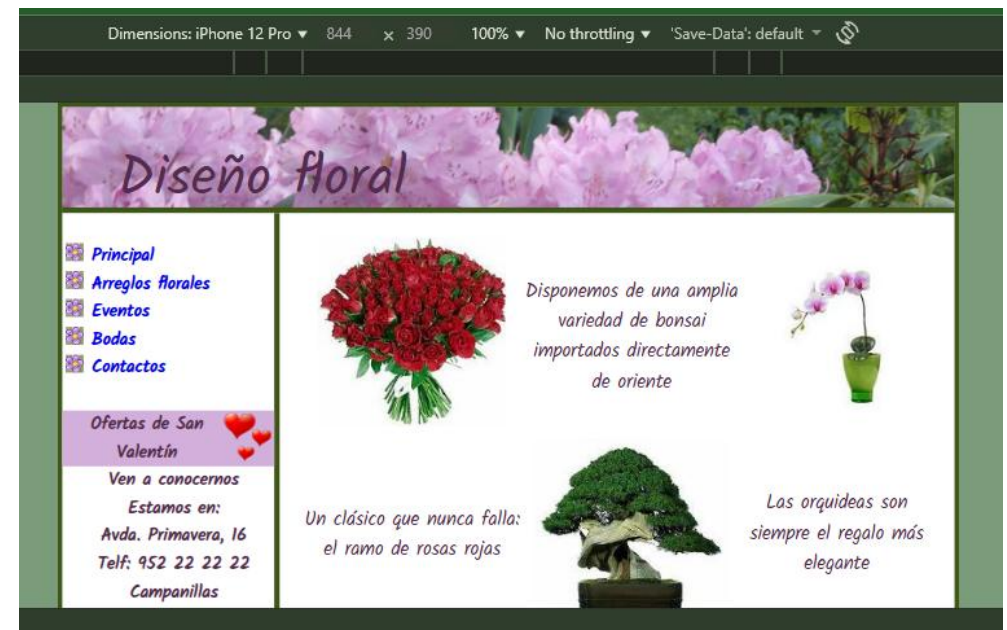 Dimensions: iPhone 12 Pro ▼ 844 x 390 100% ▼ No throttling ▼ 'Save-Data': default
Diseño floral
Principal
Arreglos florales
Eventos
Bodas
Contactos
Ofertas de San
Valentín
Ven a conocernos
Estamos en:
Avda. Primavera, 16
Telf: 952 22 22 22
Campanillas
Disponemos de una amplia
variedad de bonsai
importados directamente
de oriente
Un clásico que nunca falla:
el ramo de rosas rojas
Las orquideas son
siempre el regalo más
elegante